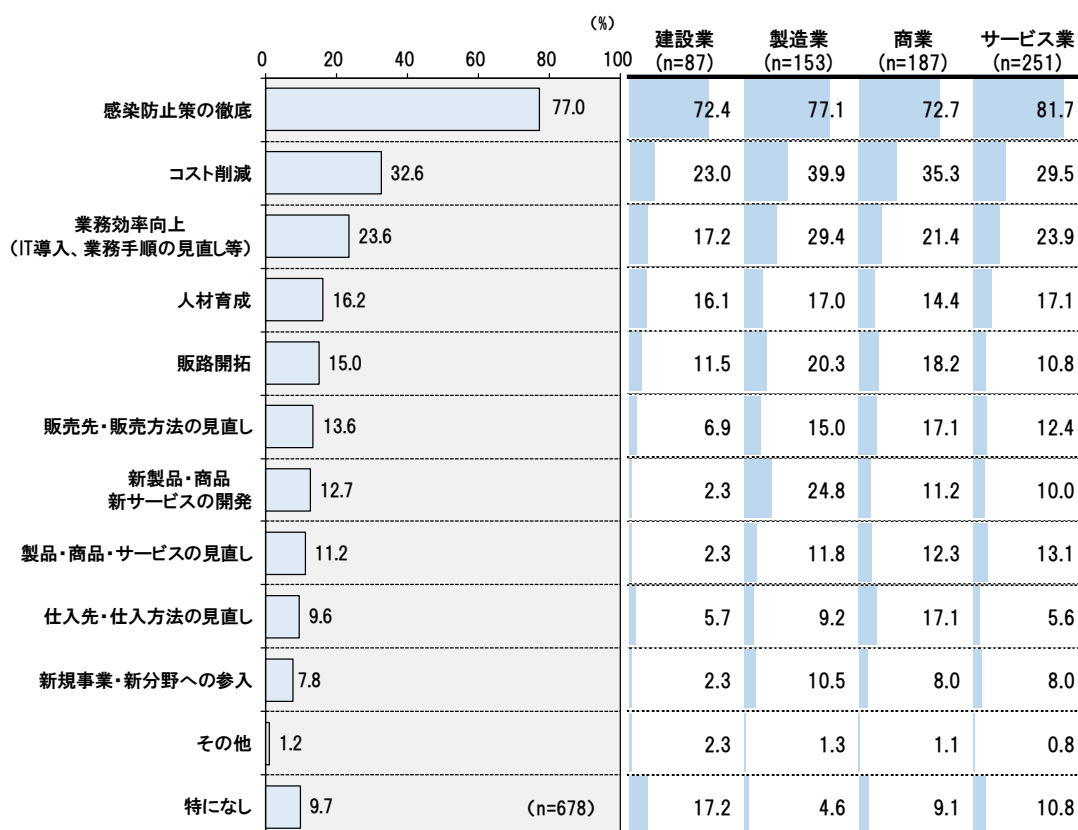 (%)
0 20 40 60 80 100
建設業 製造業 商業 サービス業
(n=87) (n=153) (n=187) (n=251)
感染防止策の徹底 77.0 72.4 77.1 72.7 81.7
コスト削減 32.6 23.0 39.9 35.3 29.5
業務効率向上
(IT導入、業務手順の見直し等) 23.6 17.2 29.4 21.4 23.9
人材育成 16.2 16.1 17.0 14.4 17.1
販路開拓 15.0 11.5 20.3 18.2 10.8
販売先・販売方法の見直し 13.6 6.9 15.0 17.1 12.4
新製品・商品
新サービスの開発 12.7 2.3 24.8 11.2 10.0
製品・商品・サービスの見直し 11.2 2.3 11.8 12.3 13.1
仕入先・仕入方法の見直し 9.6 5.7 9.2 17.1 5.6
新規事業・新分野への参入 7.8 2.3 10.5 8.0 8.0
その他 1.2 2.3 1.3 1.1 0.8
特になし 9.7 (n=678) 17.2 4.6 9.1 10.8